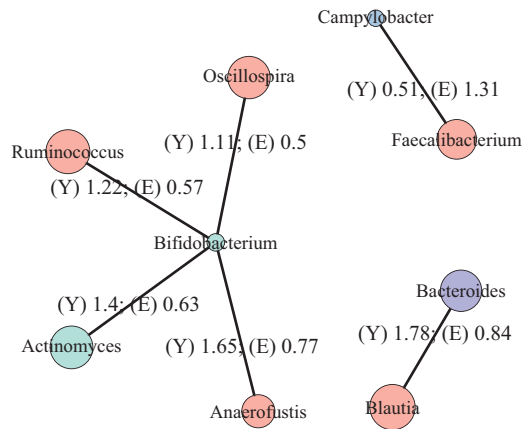 Campylobacter
Oscillospira
(Y) 0.51; (E) 1.31
Faecalibacterium
(Y) 1.11; (E) 0.5
Ruminococcus
(Y) 1.22; (E) 0.57
Bifidobacterium
Bacteroides
(Y) 1.4; (E) 0.63
(Y) 1.78; (E) 0.84
Actinomyces
(Y) 1.65; (E) 0.77
Anaerofustis
Blautia